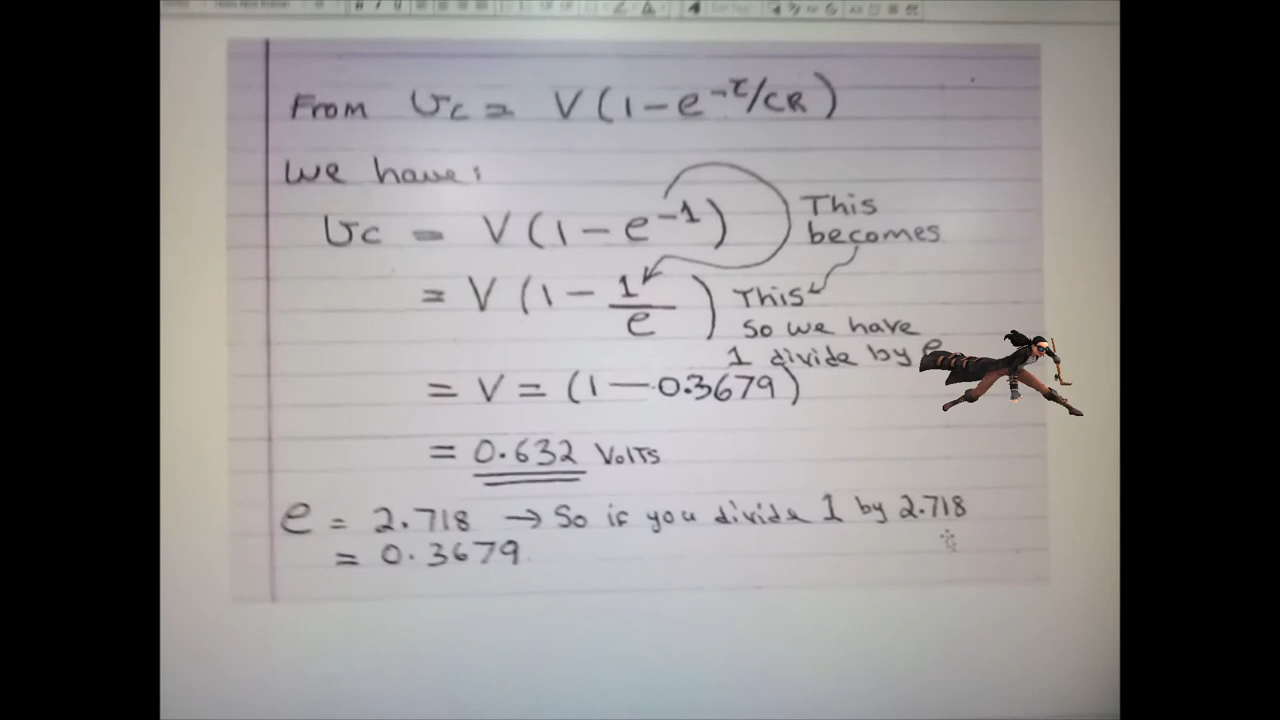 From Vc = V(1-e^-τ/CR)
We have:
Vc = V(1-e^-1)
This becomes
= V(1-1/e)
This
So we have
1 divide by e
= V = (1-0.3679)
= 0.632 Volts
e = 2.718 → So if you divide 1 by 2.718
= 0.3679